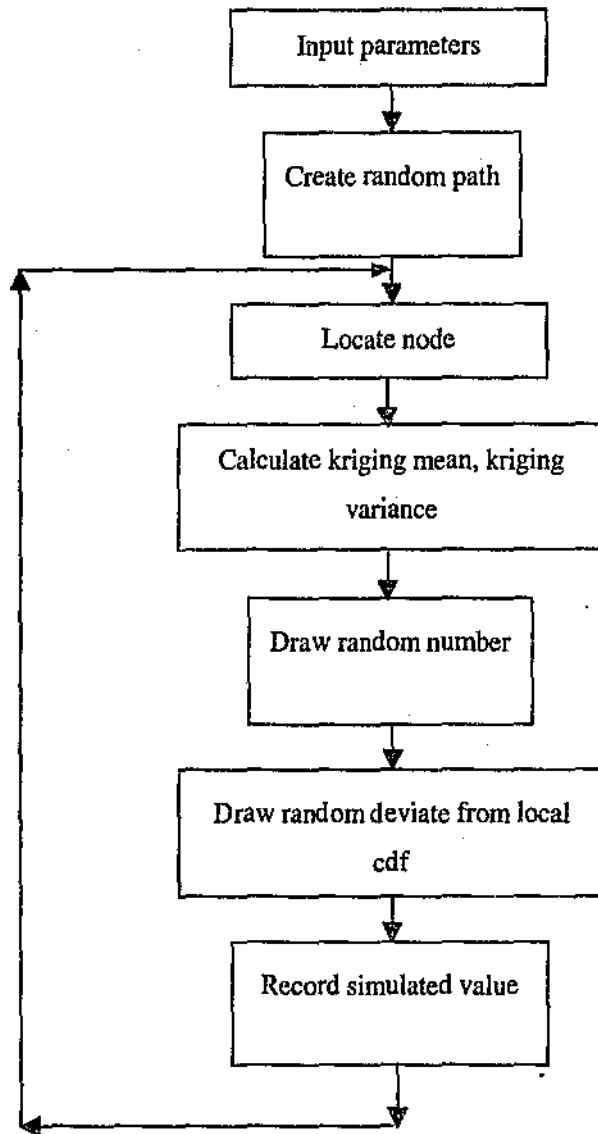 Input parameters
Create random path
Locate node
Calculate kriging mean, kriging
variance
Draw random number
Draw random deviate from local
cdf
Record simulated value